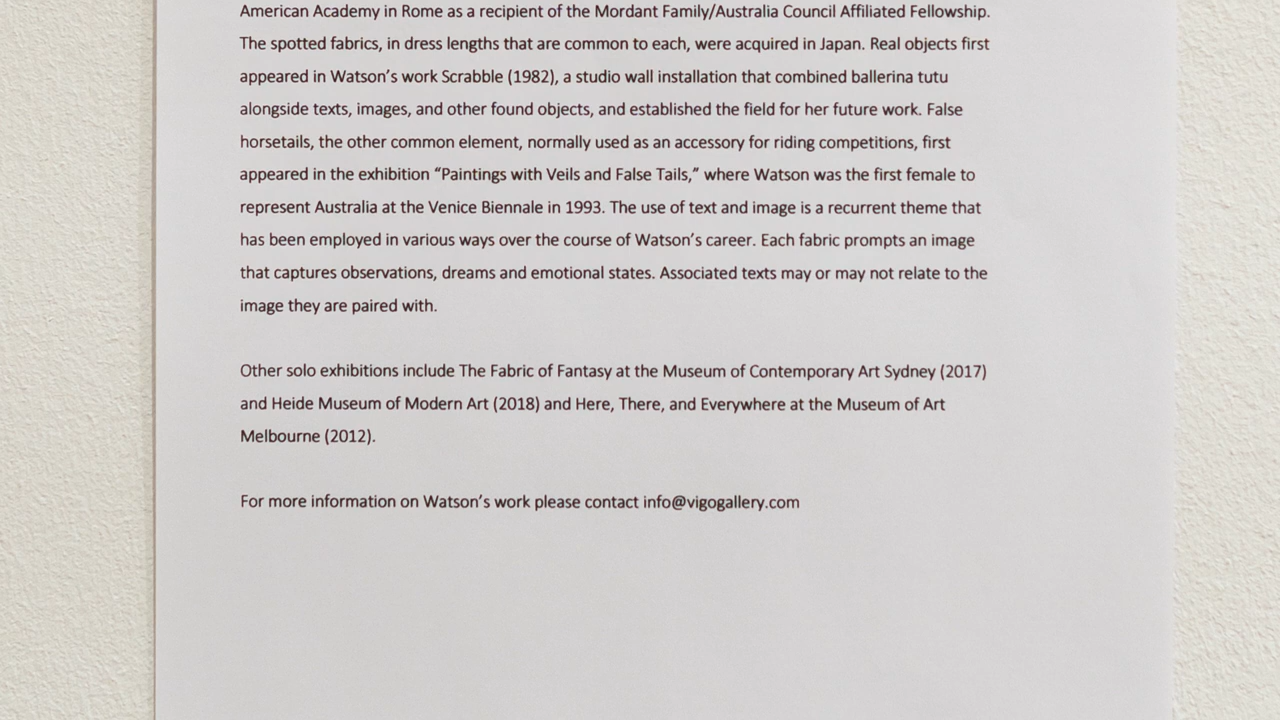 American Academy in Rome as a recipient of the Mordant Family/Australia Council Affiliated Fellowship.
The spotted fabrics, in dress lengths that are common to each, were acquired in Japan. Real objects first
appeared in Watson’s work Scrabble (1982), a studio wall installation that combined ballerina tutu
alongside texts, images, and other found objects, and established the field for her future work. False
horsetails, the other common element, normally used as an accessory for riding competitions, first
appeared in the exhibition “Paintings with Veils and False Tails,” where Watson was the first female to
represent Australia at the Venice Biennale in 1993. The use of text and image is a recurrent theme that
has been employed in various ways over the course of Watson’s career. Each fabric prompts an image
that captures observations, dreams and emotional states. Associated texts may or may not relate to the
image they are paired with.
Other solo exhibitions include The Fabric of Fantasy at the Museum of Contemporary Art Sydney (2017)
and Heide Museum of Modern Art (2018) and Here, There, and Everywhere at the Museum of Art
Melbourne (2012).
For more information on Watson’s work please contact info@vigogallery.com